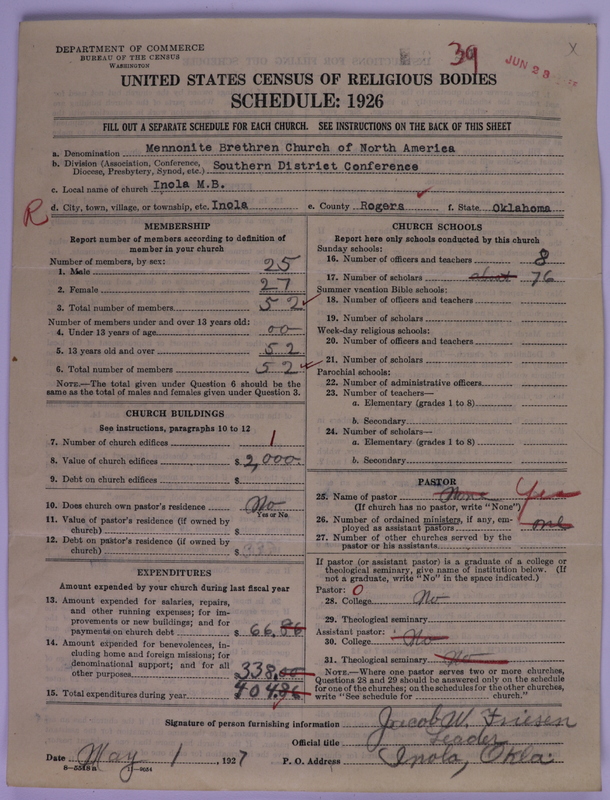 DEPARTMENT OF COMMERCE
BUREAU OF THE CENSUS
WASHINGTON
39
JUN 28
X
UNITED STATES CENSUS OF RELIGIOUS BODIES
SCHEDULE: 1926
FILL OUT A SEPARATE SCHEDULE FOR EACH CHURCH. SEE INSTRUCTIONS ON THE BACK OF THIS SHEET
a. Denomination Mennonite Brethren Church of North America
b. Division (Association, Conference, Diocese, Presbytery, Synod, etc.) Southern District Conference
c. Local name of church Inola M.B.
R d. City, town, village, or township, etc. Inola e. County Rogers f. State Oklahoma
MEMBERSHIP
Report number of members according to definition of
member in your church
Number of members, by sex:
1. Male 25
2. Female 27
3. Total number of members 52
Number of members under and over 13 years old:
4. Under 13 years of age 00
5. 13 years old and over 52
6. Total number of members 52
NOTE.—The total given under Question 6 should be the
same as the total of males and females given under Question 3.
CHURCH BUILDINGS
See instructions, paragraphs 10 to 12
7. Number of church edifices 1
8. Value of church edifices $2,000.
9. Debt on church edifices $
10. Does church own pastor's residence No
Yes or No
11. Value of pastor's residence (if owned by
church) $
12. Debt on pastor's residence (if owned by
church) $
EXPENDITURES
Amount expended by your church during last fiscal year
13. Amount expended for salaries, repairs,
and other running expenses; for im-
provements or new buildings; and for
payments on church debt $ 66.86
14. Amount expended for benevolences, in-
cluding home and foreign missions; for
denominational support; and for all
other purposes 338.00
15. Total expenditures during year 404.86
CHURCH SCHOOLS
Report here only schools conducted by this church
Sunday schools:
16. Number of officers and teachers 8
17. Number of scholars about 76
Summer vacation Bible schools:
18. Number of officers and teachers
19. Number of scholars
Week-day religious schools:
20. Number of officers and teachers
21. Number of scholars
Parochial schools:
22. Number of administrative officers
23. Number of teachers—
a. Elementary (grades 1 to 8)
b. Secondary
24. Number of scholars—
a. Elementary (grades 1 to 8)
b. Secondary
PASTOR
25. Name of pastor None Yes
(If church has no pastor, write "None")
26. Number of ordained ministers, if any, em-
ployed as assistant pastors one
27. Number of other churches served by the
pastor or his assistants
If pastor (or assistant pastor) is a graduate of a college or
theological seminary, give name of institution below. (If
not a graduate, write "No" in the space indicated.)
Pastor: O
28. College No
29. Theological seminary
Assistant pastor:
30. College No
31. Theological seminary No
NOTE.—Where one pastor serves two or more churches,
Questions 28 and 29 should be answered only on the schedule
for one of the churches; on the schedules for the other churches,
write "See schedule for church."
Signature of person furnishing information Jacob W. Friesen
Official title Leader
Date May 1, 1927 P. O. Address Inola, Okla.